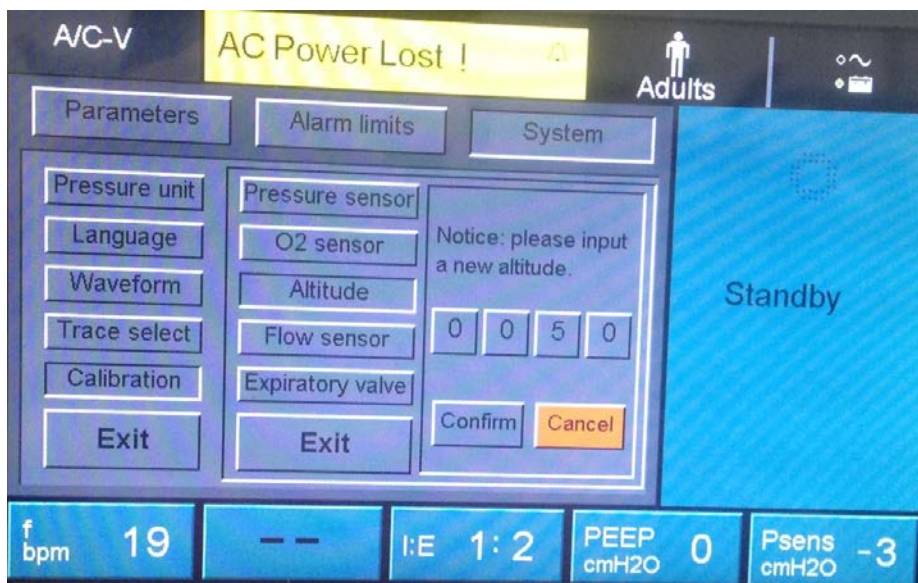 A/C-V
AC Power Lost !
Adults
Parameters
Alarm limits
System
Pressure unit
Language
Waveform
Trace select
Calibration
Exit
Pressure sensor
O2 sensor
Altitude
Flow sensor
Expiratory valve
Exit
Notice: please input
a new altitude.
0 0 5 0
Confirm Cancel
Standby
f
bpm 19
--
I:E 1:2
PEEP
cmH2O 0
Psens
cmH2O -3